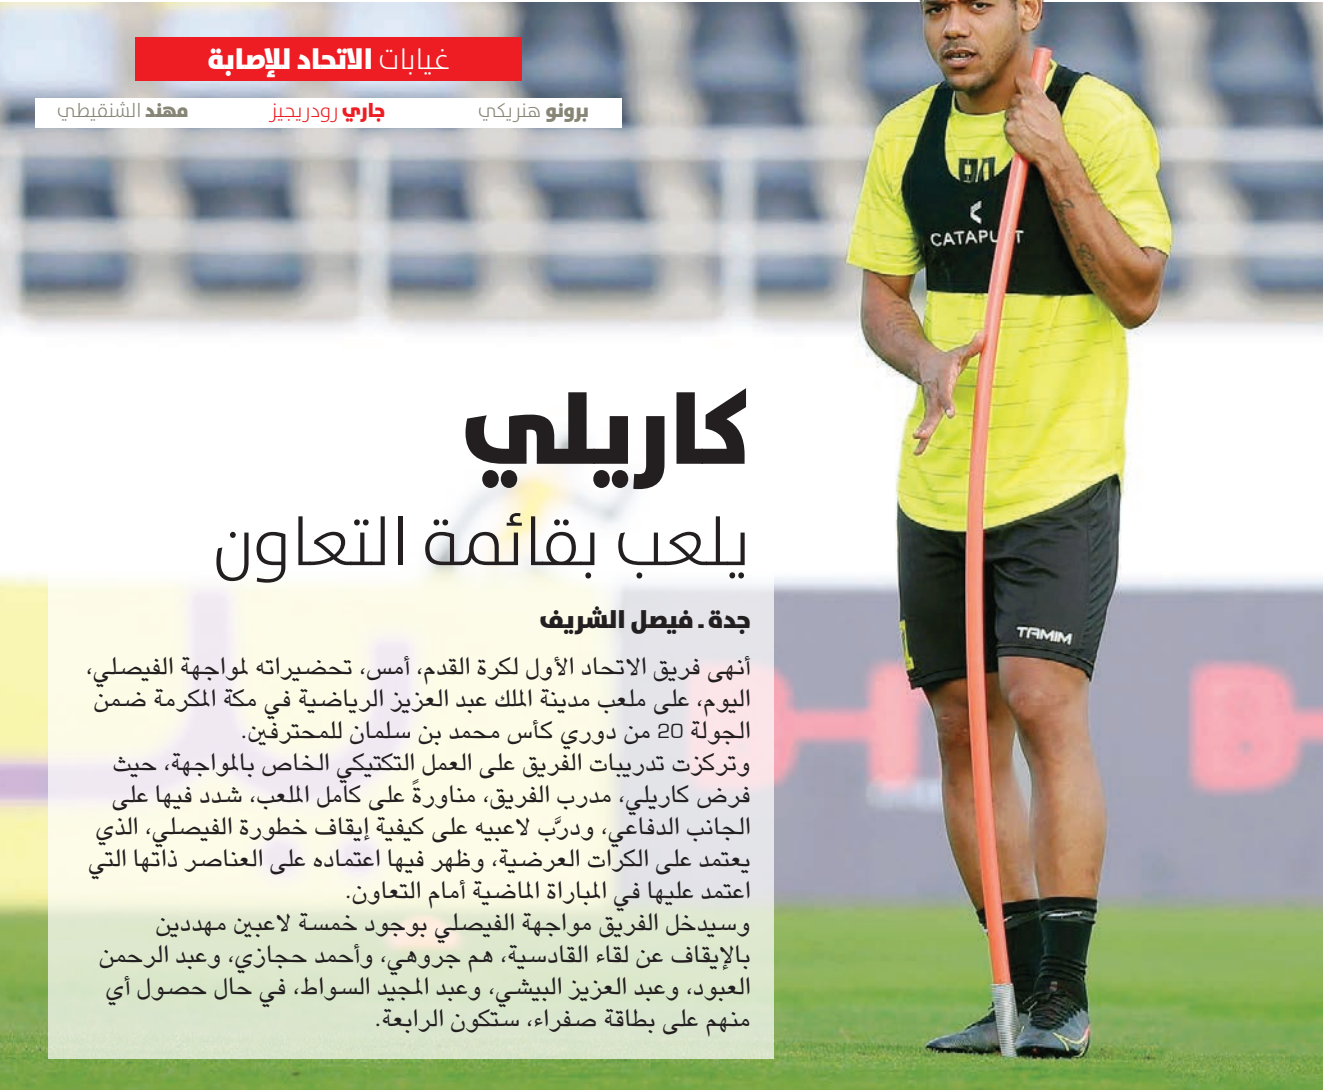 غيابات الاتحاد للإصابة
برونو هنريكي جاري رودريجيز مهند الشنقيطي
CATAPU T
كاريلي
يلعب بقائمة التعاون
جدة ـ فيصل الشريف
أنهى فريق الاتحاد الأول لكرة القدم، أمس، تحضيراته لمواجهة الفيصلي،
اليوم، على ملعب مدينة الملك عبد العزيز الرياضية في مكة المكرمة ضمن
الجولة 20 من دوري كأس محمد بن سلمان للمحترفين.
وتركزت تدريبات الفريق على العمل التكتيكي الخاص بالمواجهة، حيث
فرض كاريلي، مدرب الفريق، مناورةً على كامل الملعب، شدد فيها على
الجانب الدفاعي، ودرَّب لاعبيه على كيفية إيقاف خطورة الفيصلي، الذي
يعتمد على الكرات العرضية، وظهر فيها اعتماده على العناصر ذاتها التي
اعتمد عليها في المباراة الماضية أمام التعاون.
وسيدخل الفريق مواجهة الفيصلي بوجود خمسة لاعبين مهددين
بالإيقاف عن لقاء القادسية، هم جروهي، وأحمد حجازي، وعبد الرحمن
العبود، وعبد العزيز البيشي، وعبد المجيد السواط، في حال حصول أي
منهم على بطاقة صفراء، ستكون الرابعة.
TAMIM